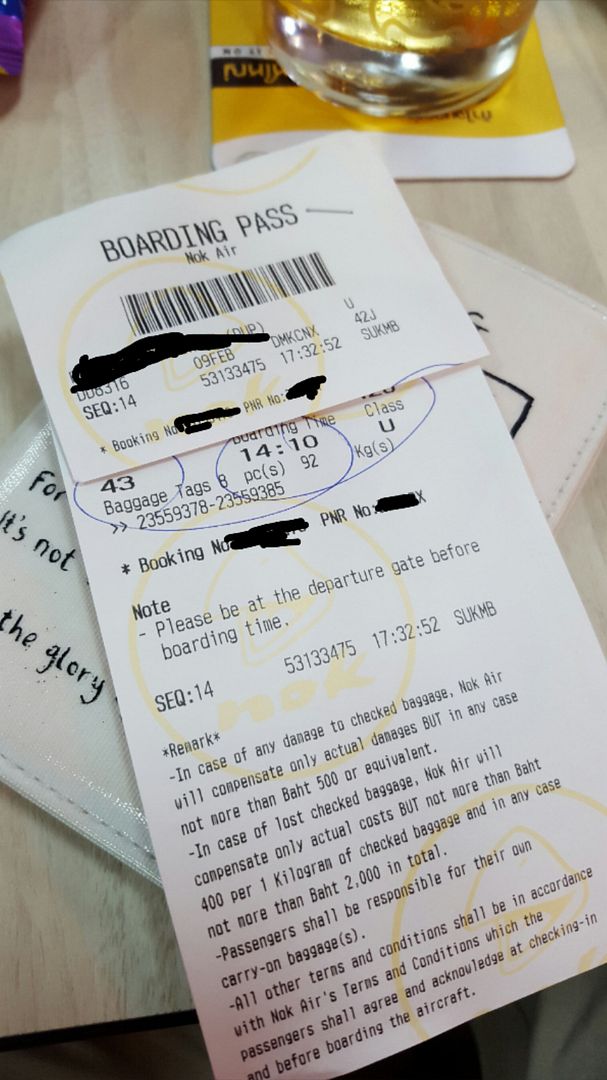 BOARDING PASS
Nok Air
(DUP)
U
DD8316 09FEB DMKCNX 42J
SEQ:14 53133475 17:32:52 SUKMB
* Booking No PNR No:
Boarding Time Class
43 14:10 U
Baggage Tags 8 pc(s) 92 Kg(s)
>> 23559378-23559385
* Booking No PNR No: X
Note
- Please be at the departure gate before
boarding time.
SEQ:14 53133475 17:32:52 SUKMB
nok
*Remark*
-In case of any damage to checked baggage, Nok Air
will compensate only actual damages BUT in any case
not more than Baht 500 or equivalent.
-In case of lost checked baggage, Nok Air will
compensate only actual costs BUT not more than Baht
400 per 1 Kilogram of checked baggage and in any case
not more than Baht 2,000 in total.
-Passengers shall be responsible for their own
carry-on baggage(s).
-All other terms and conditions shall be in accordance
with Nok Air's Terms and Conditions which the
passengers shall agree and acknowledge at checking-in
and before boarding the aircraft.
For
It's not
the glory